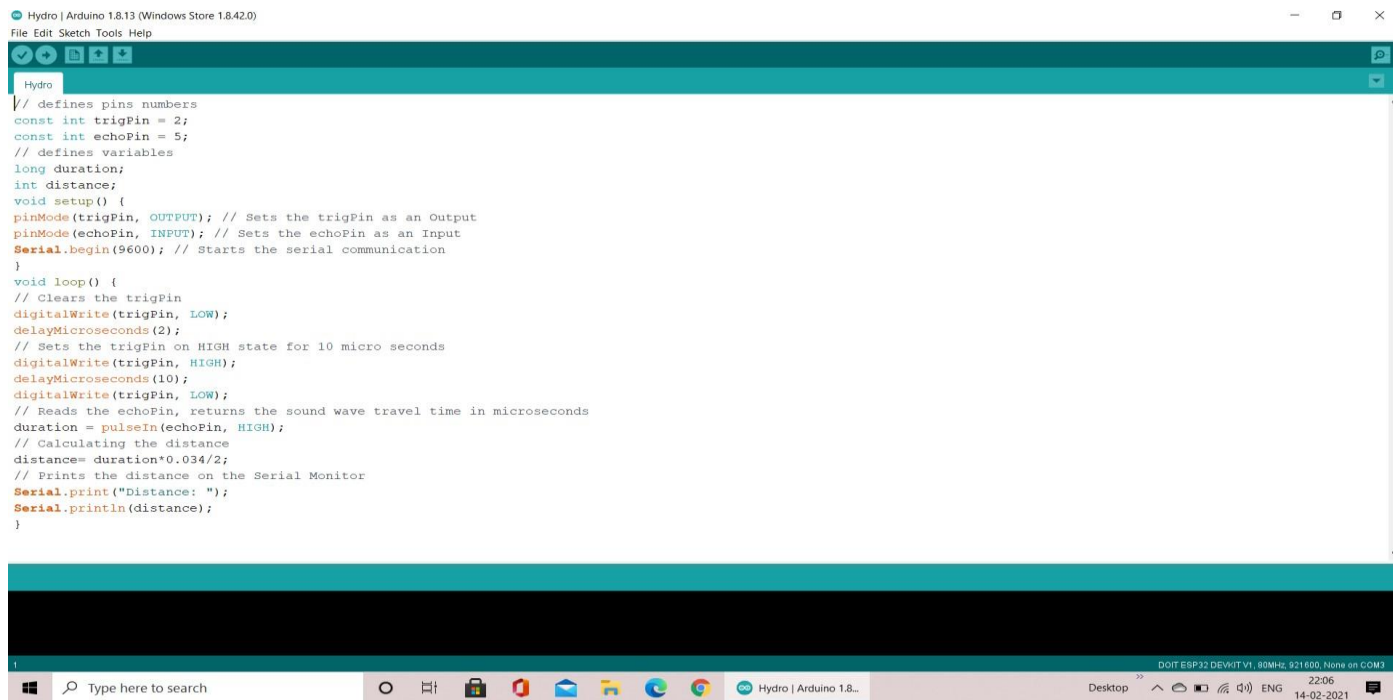 Hydro | Arduino 1.8.13 (Windows Store 1.8.42.0)
File Edit Sketch Tools Help
Hydro
// defines pins numbers
const int trigPin = 2;
const int echoPin = 5;
// defines variables
long duration;
int distance;
void setup() {
pinMode(trigPin, OUTPUT); // Sets the trigPin as an Output
pinMode(echoPin, INPUT); // Sets the echoPin as an Input
Serial.begin(9600); // Starts the serial communication
}
void loop() {
// Clears the trigPin
digitalWrite(trigPin, LOW);
delayMicroseconds(2);
// Sets the trigPin on HIGH state for 10 micro seconds
digitalWrite(trigPin, HIGH);
delayMicroseconds(10);
digitalWrite(trigPin, LOW);
// Reads the echoPin, returns the sound wave travel time in microseconds
duration = pulseIn(echoPin, HIGH);
// Calculating the distance
distance= duration*0.034/2;
// Prints the distance on the Serial Monitor
Serial.print("Distance: ");
Serial.println(distance);
}
1
DOIT ESP32 DEVKIT V1, 80MHz, 921600, None on COM3
Type here to search
Hydro | Arduino 1.8...
Desktop
ENG
22:06
14-02-2021